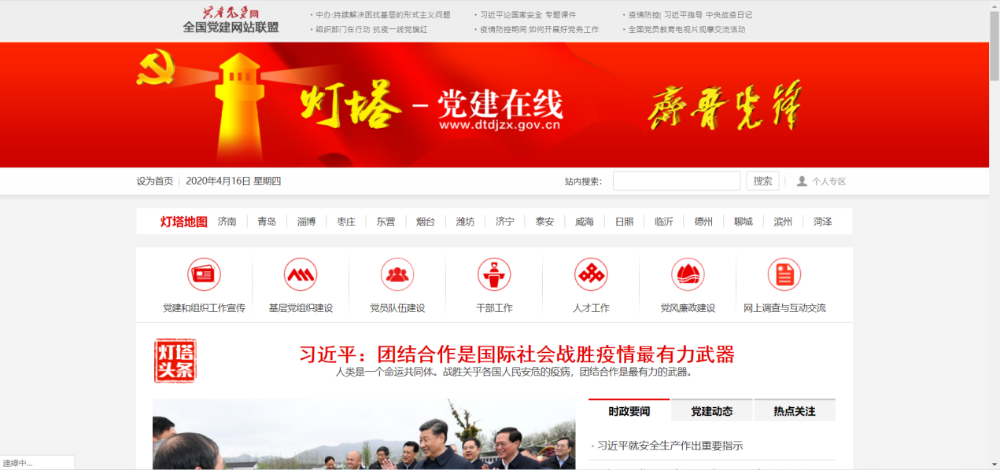 共产党员网
全国党建网站联盟
· 中办:持续解决困扰基层的形式主义问题
· 习近平论国家安全 专题课件
· 疫情防控| 习近平指导 中央战疫日记
· 组织部门在行动 抗疫一线党旗红
· 疫情防控期间 如何开展好党务工作
· 全国党员教育电视片观摩交流活动
灯塔－党建在线
www.dtdjzx.gov.cn
齐鲁先锋
设为首页 2020年4月16日 星期四 站内搜索： 搜索 个人专区
灯塔地图 济南 青岛 淄博 枣庄 东营 烟台 潍坊 济宁 泰安 威海 日照 临沂 德州 聊城 滨州 菏泽
党建和组织工作宣传 基层党组织建设 党员队伍建设 干部工作 人才工作 党风廉政建设 网上调查与互动交流
灯塔
头条
习近平：团结合作是国际社会战胜疫情最有力武器
人类是一个命运共同体。战胜关乎各国人民安危的疫病，团结合作是最有力的武器。
时政要闻 党建动态 热点关注
习近平就安全生产作出重要指示
連線中...